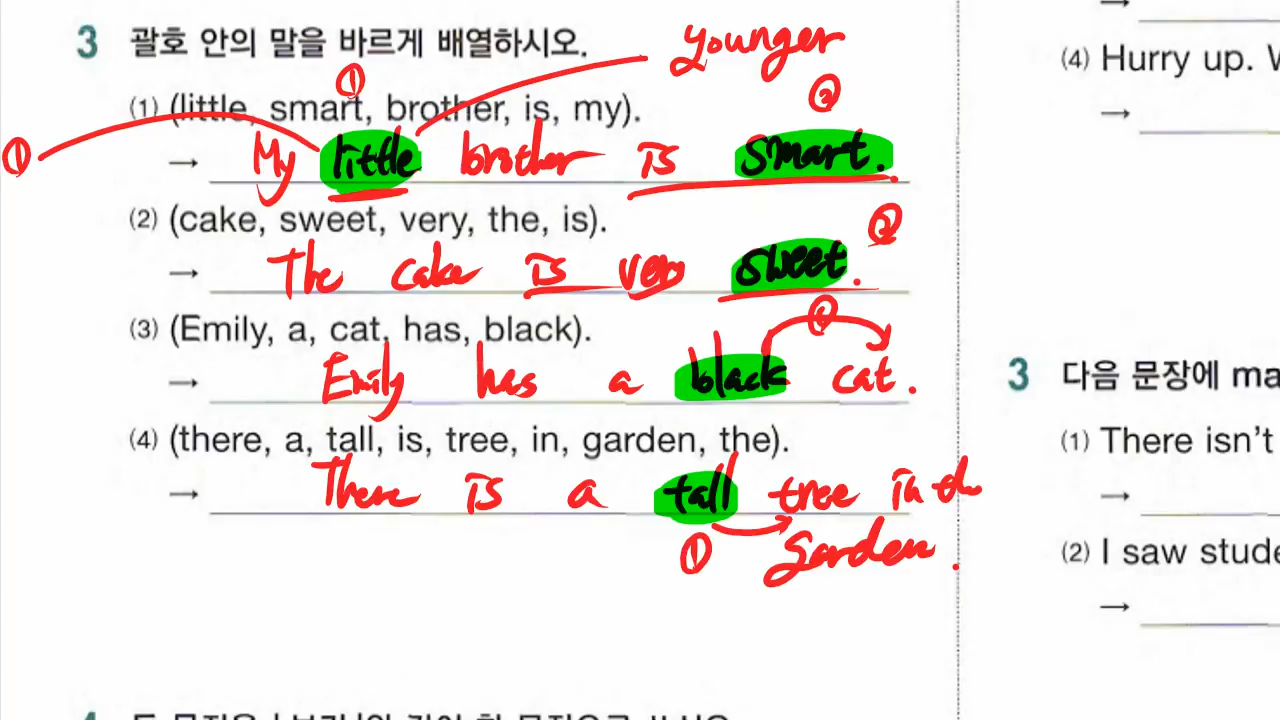 3 괄호 안의 말을 바르게 배열하시오.
younger
① ②
(1) (little, smart, brother, is, my).
① → My little brother is smart.
(2) (cake, sweet, very, the, is).
②
→ The cake is very sweet.
(3) (Emily, a, cat, has, black).
→ Emily has a black cat.
(4) (there, a, tall, is, tree, in, garden, the).
→ There is a tall tree in the
① garden.
→
(4) Hurry up.
→
3 다음 문장에
(1) There isn't
→
(2) I saw
→